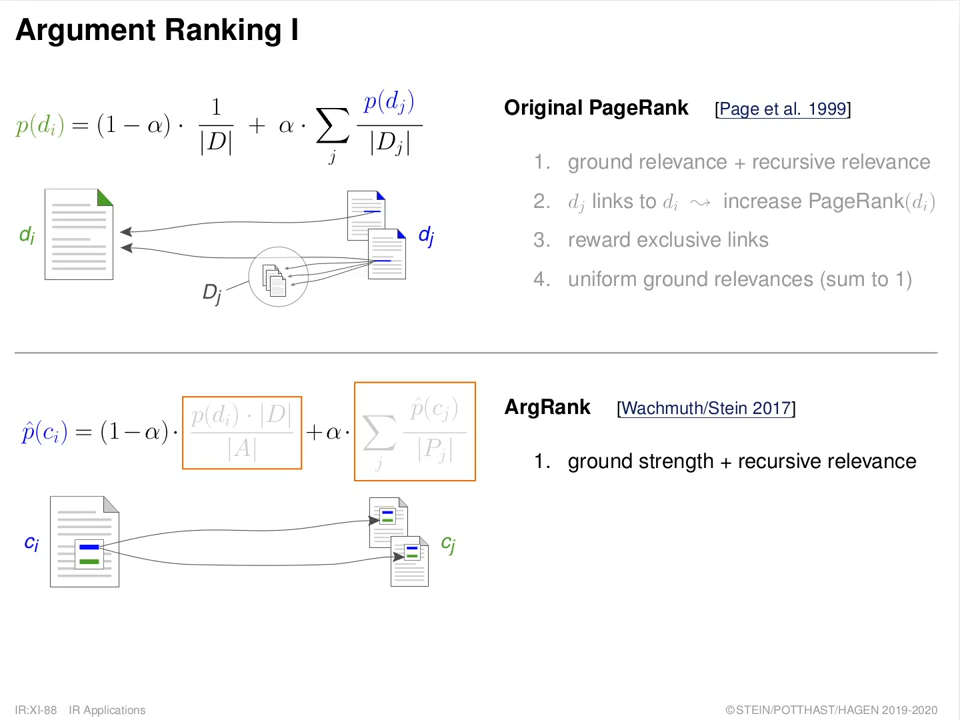 Argument Ranking I
p(d_i) = (1 − α) · 1/|D| + α · ∑_j p(d_j)/|D_j|
Original PageRank [Page et al. 1999]
1. ground relevance + recursive relevance
2. d_j links to d_i ⇝ increase PageRank(d_i)
3. reward exclusive links
4. uniform ground relevances (sum to 1)
d_i
d_j
D_j
p̂(c_i) = (1−α) · p(d_i) · |D|/|A| + α · ∑_j p̂(c_j)/|P_j|
ArgRank [Wachmuth/Stein 2017]
1. ground strength + recursive relevance
c_i
c_j
IR:XI-88 IR Applications
©STEIN/POTTHAST/HAGEN 2019-2020